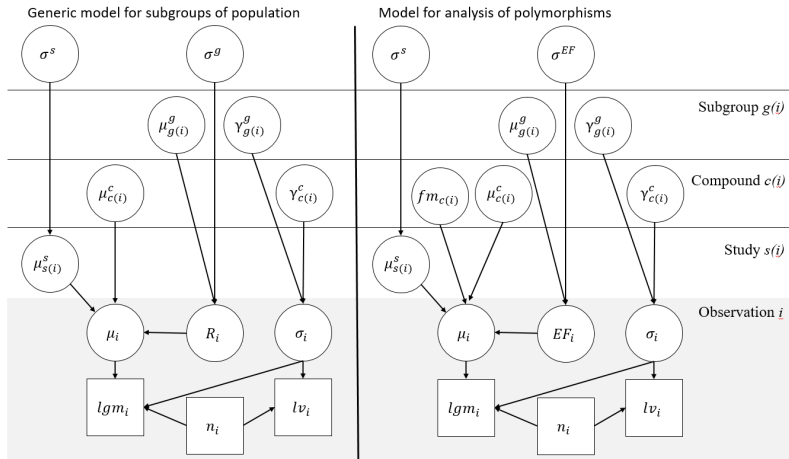 Generic model for subgroups of population
Model for analysis of polymorphisms
σ^s
σ^g
σ^s
σ^EF
Subgroup g(i)
μ^g_g(i)
γ^g_g(i)
μ^g_g(i)
γ^g_g(i)
Compound c(i)
μ^c_c(i)
γ^c_c(i)
fm_c(i)
μ^c_c(i)
γ^c_c(i)
Study s(i)
μ^s_s(i)
μ^s_s(i)
Observation i
μ_i
R_i
σ_i
μ_i
EF_i
σ_i
lgm_i
n_i
lv_i
lgm_i
n_i
lv_i